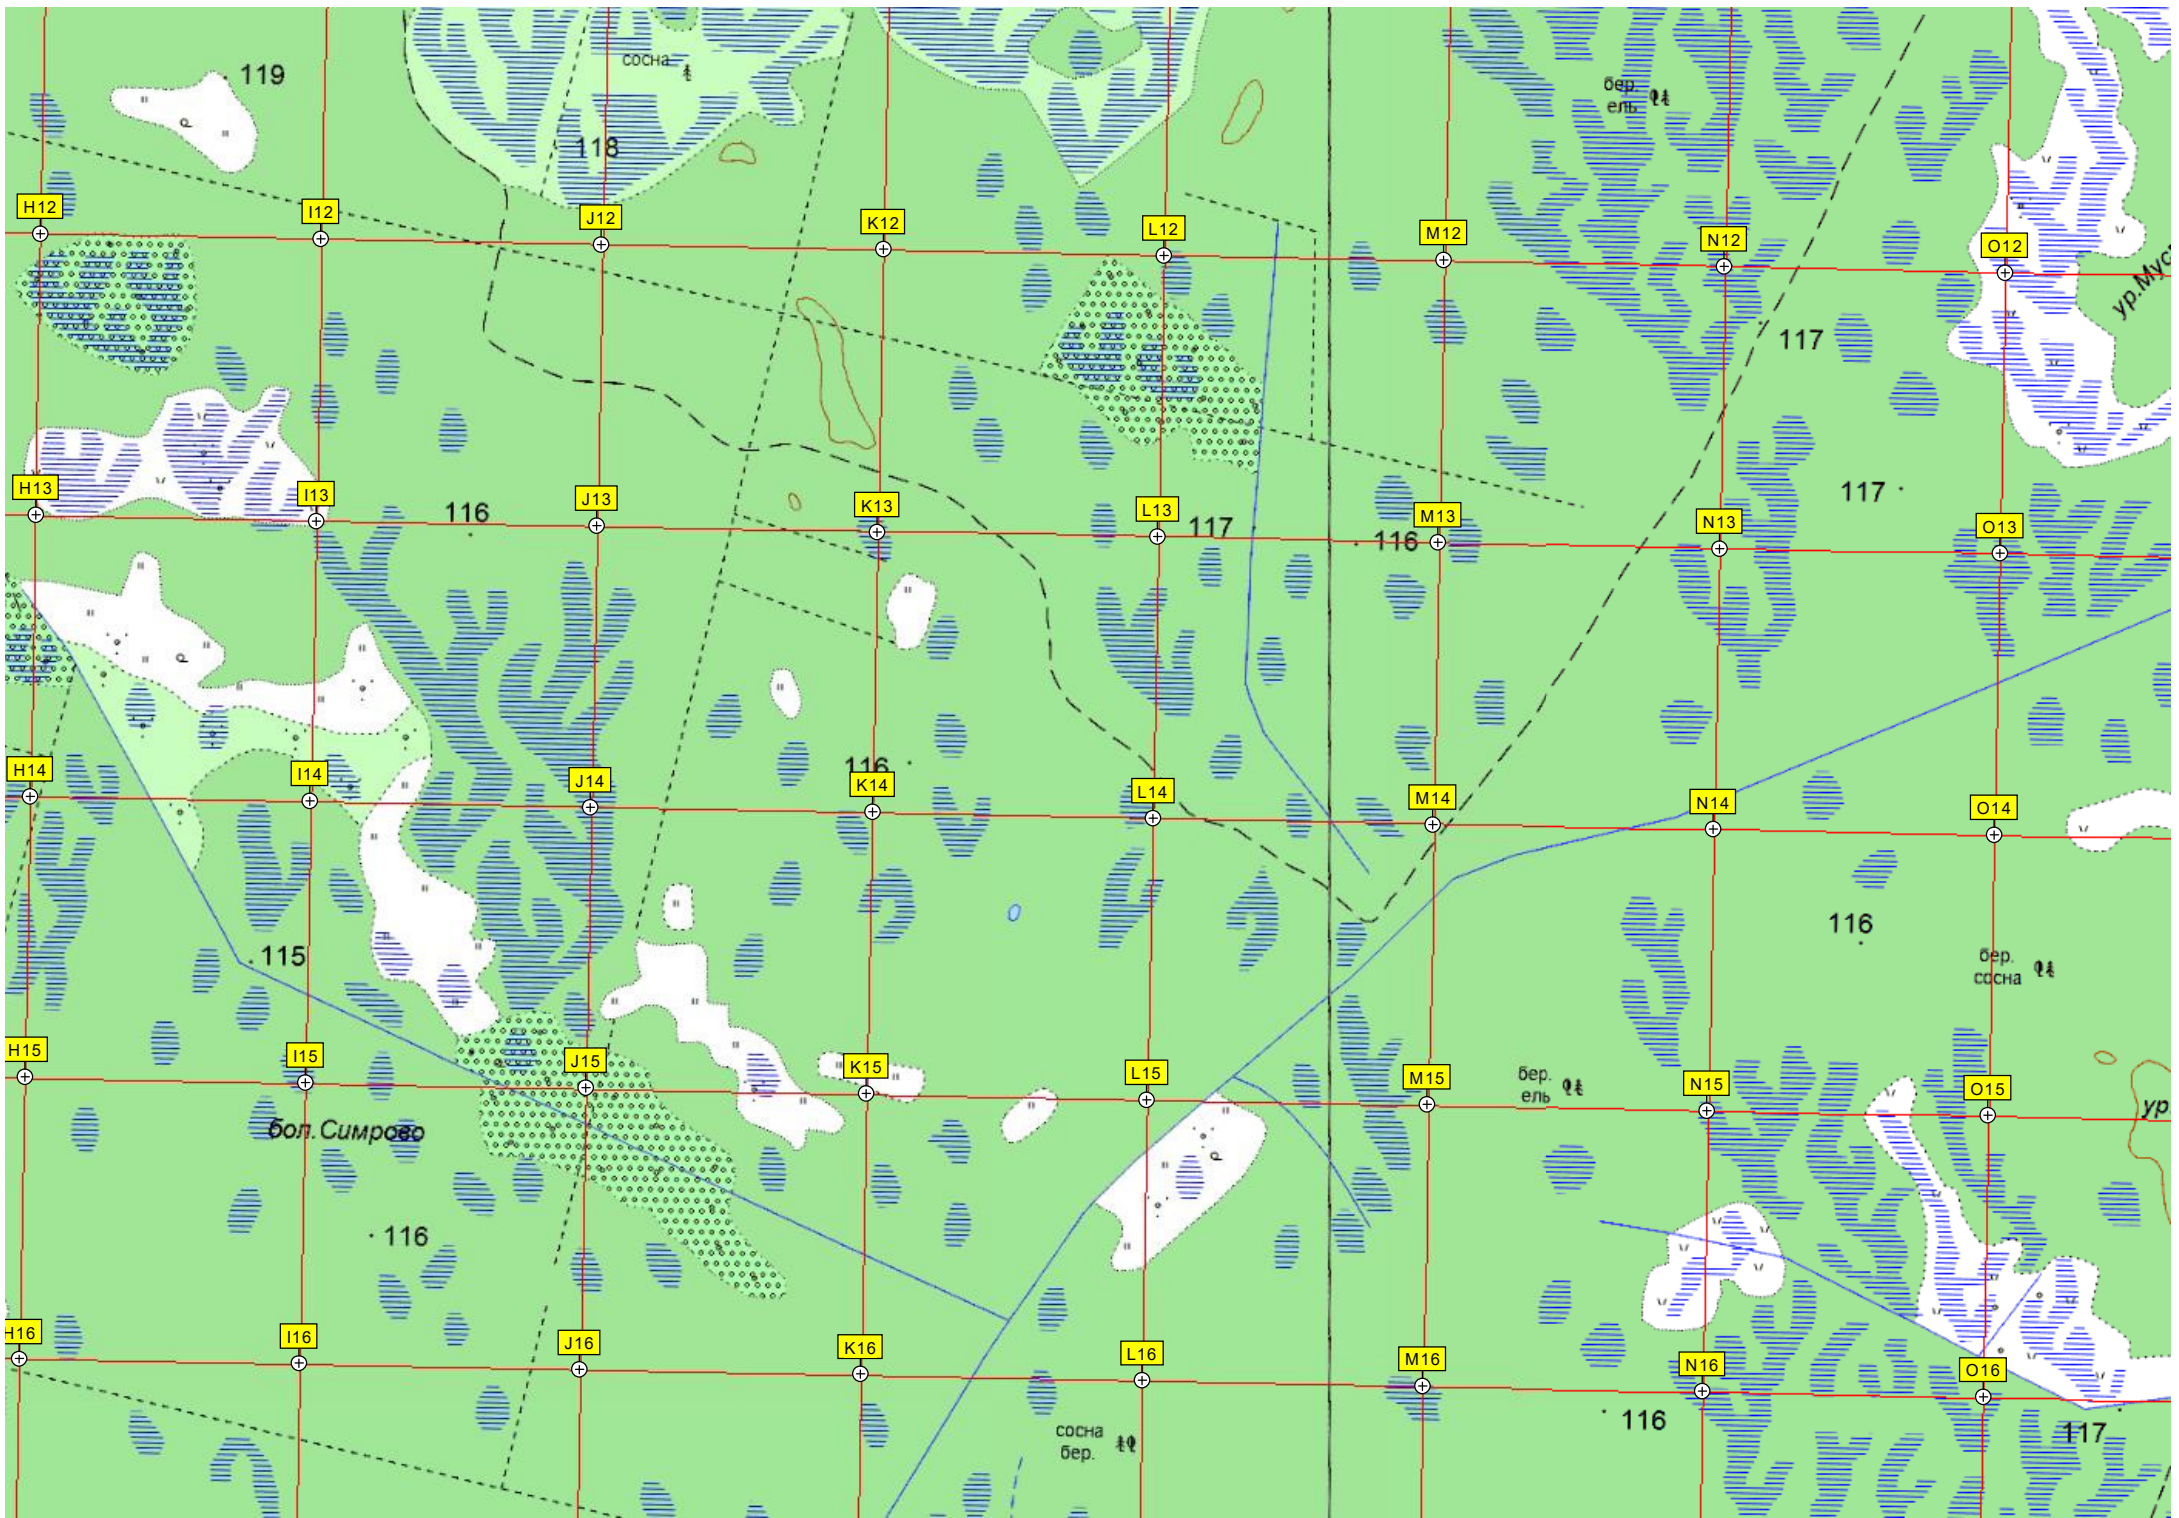 119
сосна
118
бер.
ель
H12
I12
J12
K12
L12
M12
N12
O12
ур.Мус
117
H13
I13
J13
K13
L13
M13
N13
O13
116
117
116
117
H14
I14
J14
116
K14
L14
M14
N14
O14
115
116
бер.
сосна
H15
I15
J15
K15
L15
M15
N15
O15
бер.
ель
ур.
бол.Симрово
116
H16
I16
J16
K16
L16
M16
N16
O16
сосна
бер.
116
117